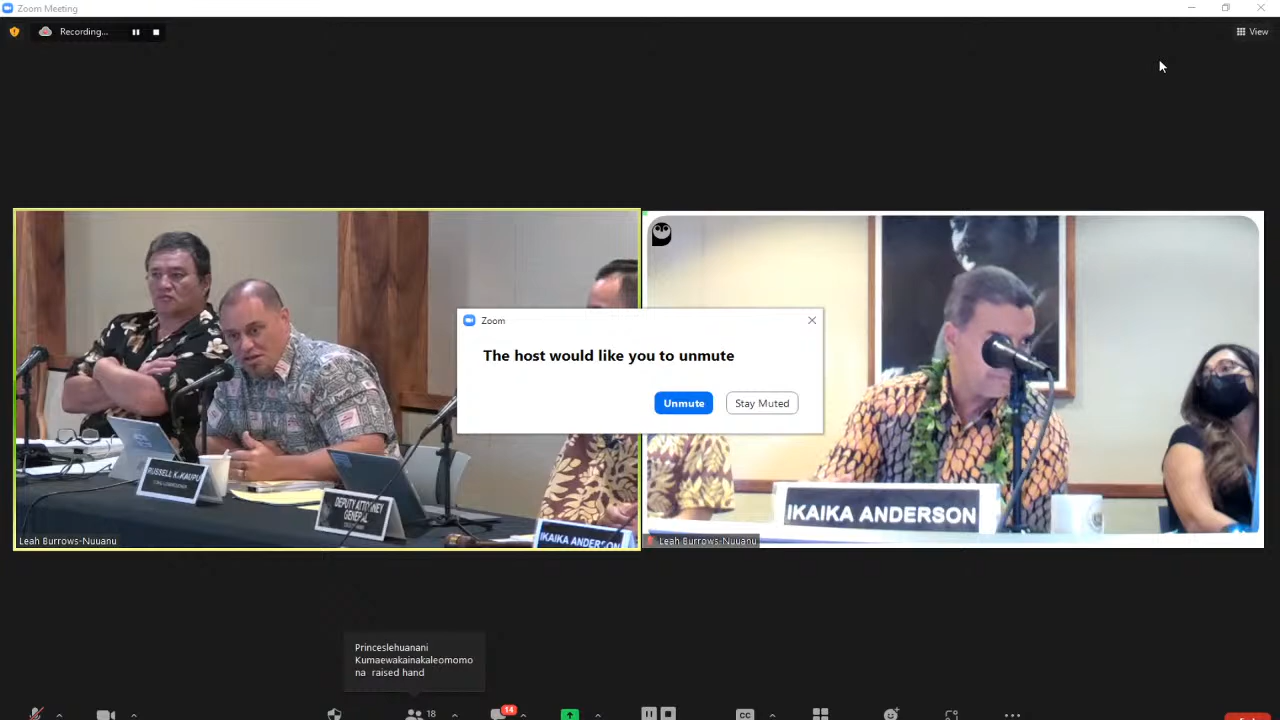 Zoom Meeting
Recording...
View
Zoom
The host would like you to unmute
Unmute
Stay Muted
RUSSELL K. KAUPU
DEPUTY ATTORNEY
GENERAL
IKAIKA ANDERSON
IKAIKA ANDERSON
Leah Burrows-Nuuanu
Leah Burrows-Nuuanu
Princeslehuanani
Kumaewakainakaleomomo
na raised hand
18
14
CC